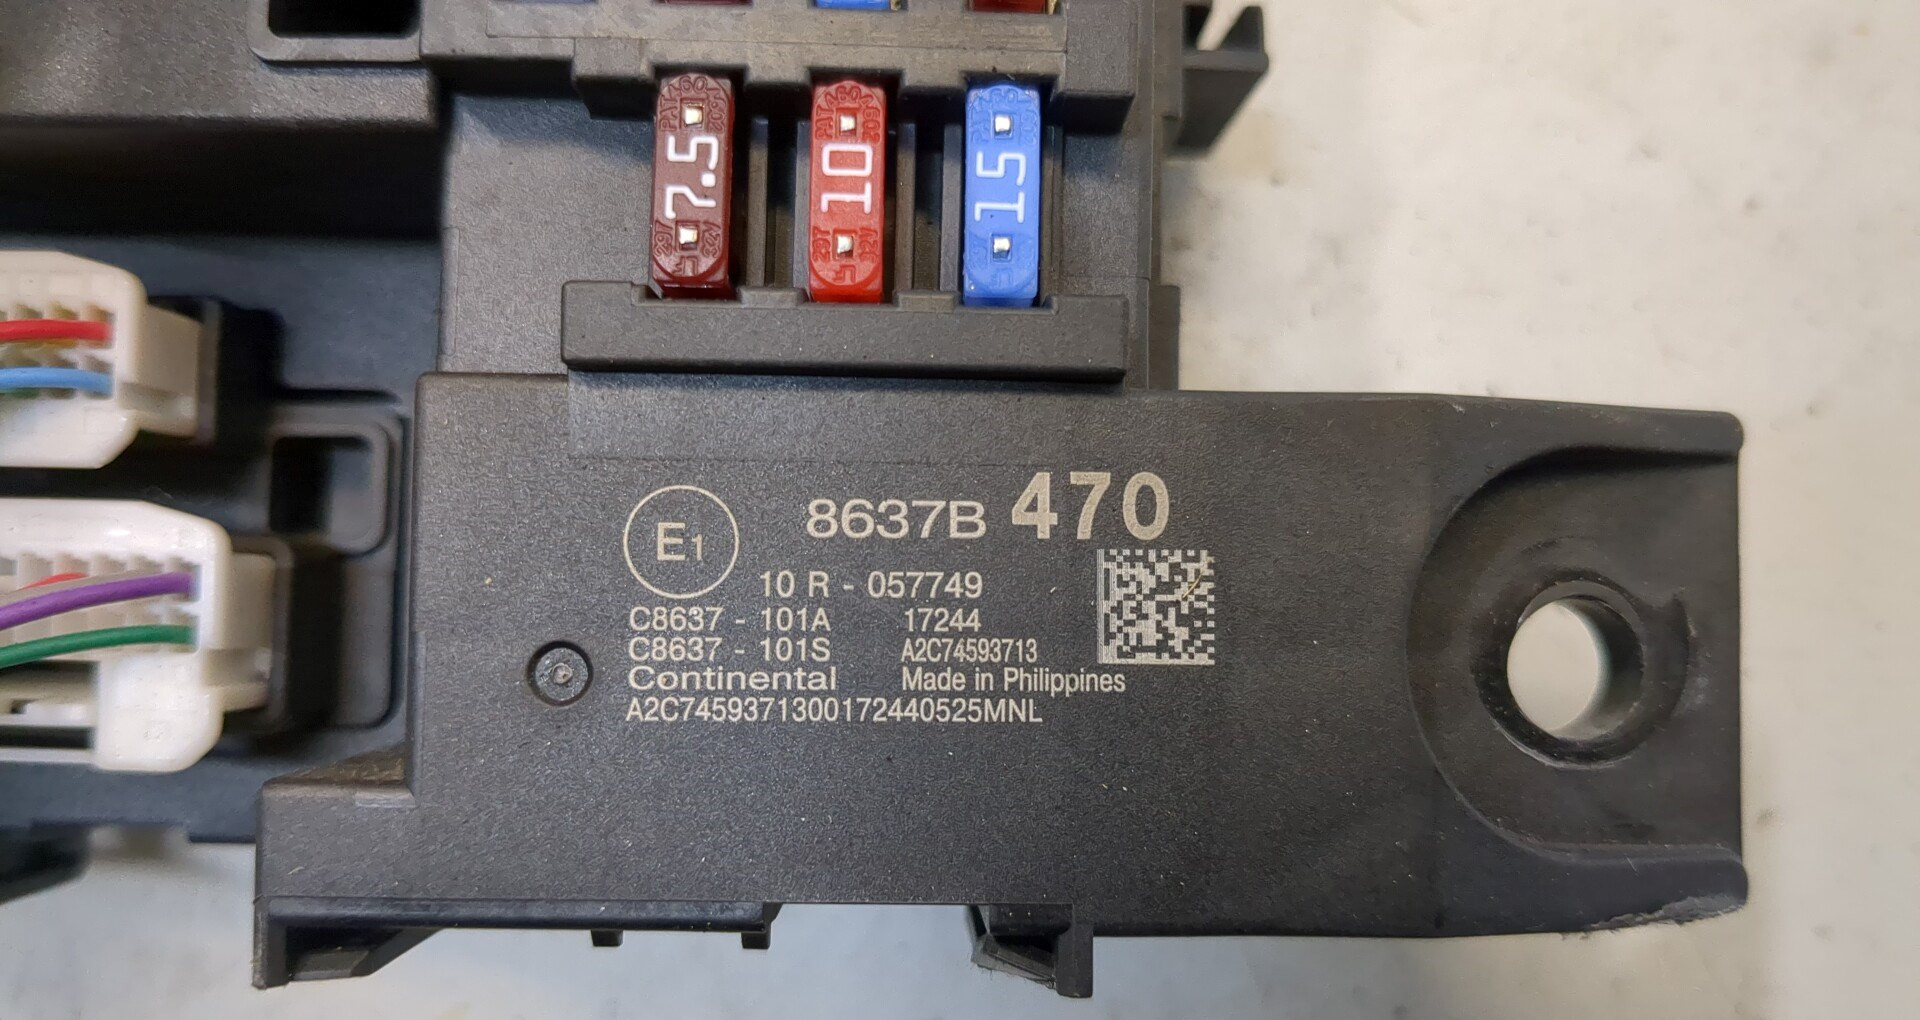 7.5
10
15
E1
8637B 470
10 R - 057749
C8637 - 101A 17244
C8637 - 101S A2C74593713
Continental Made in Philippines
A2C7459371300172440525MNL